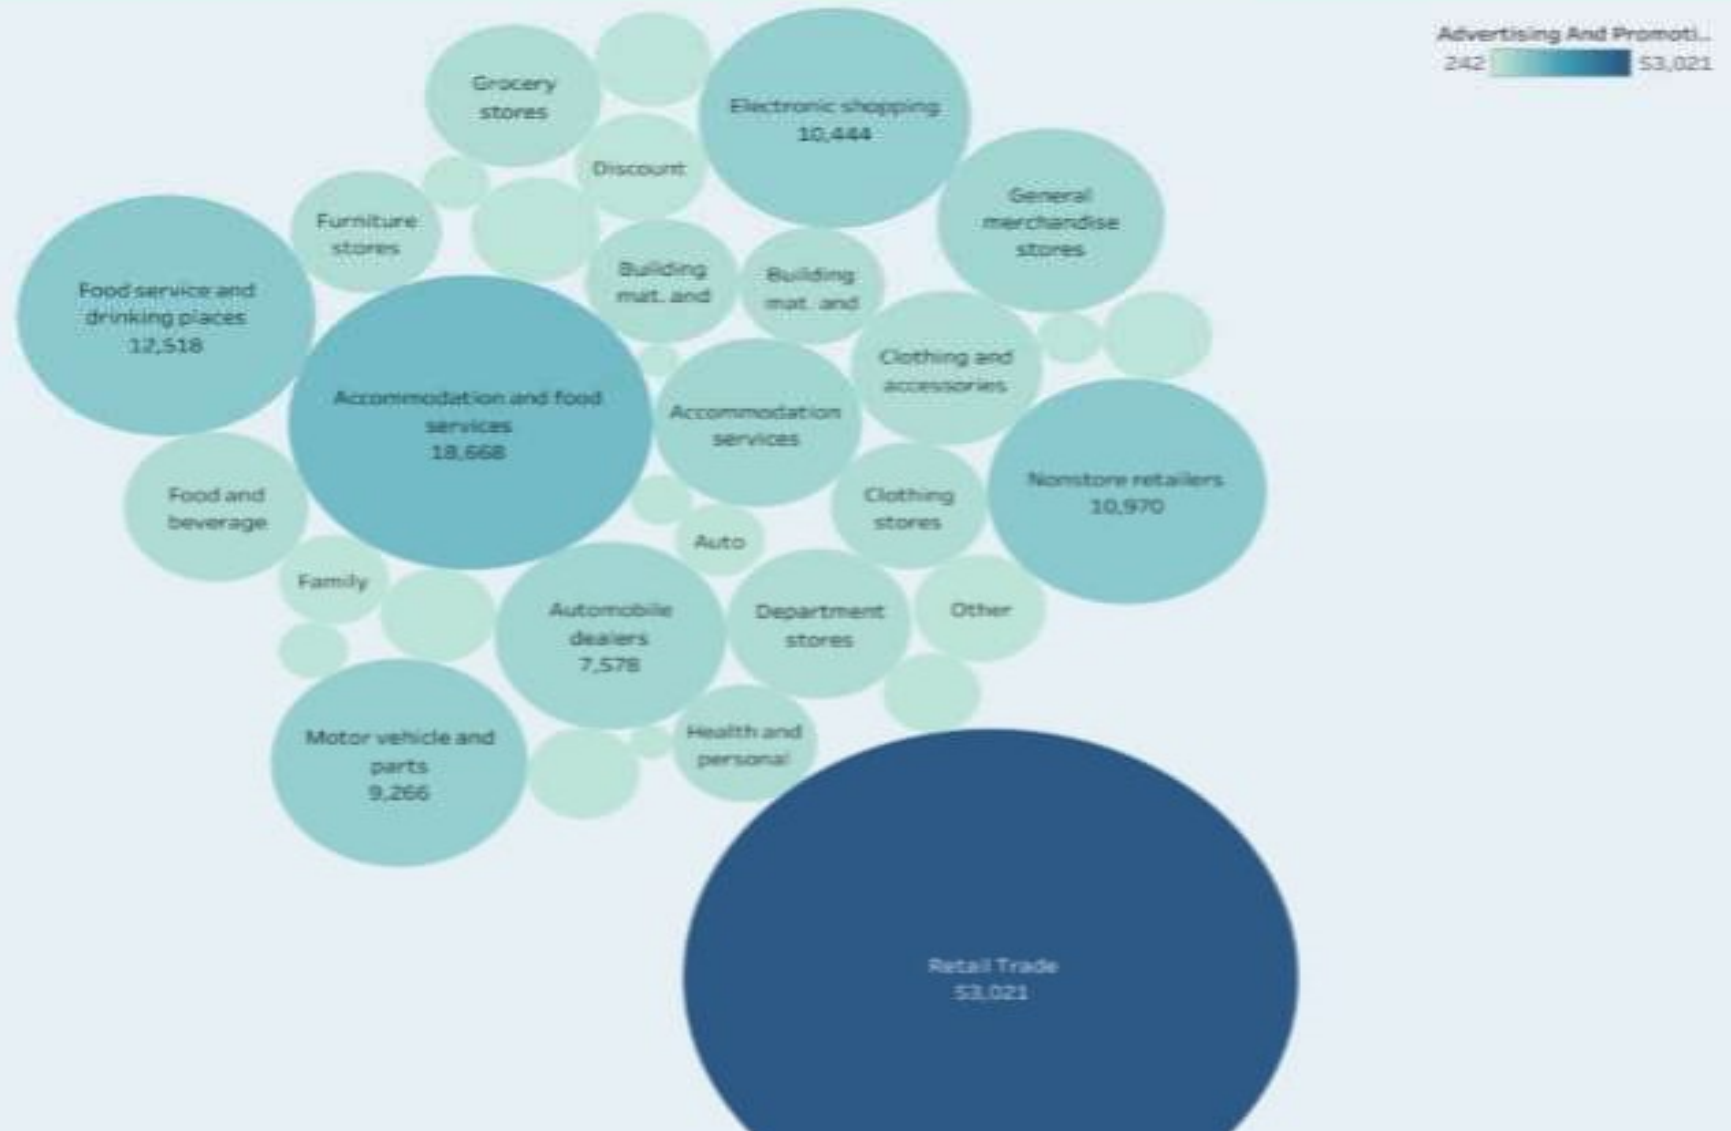 Advertising And Promoti..
242
53,021
Grocery
stores
Electronic shopping
10,444
Discount
General
merchandise
stores
Furniture
stores
Building
mat. and
Building
mat. and
Food service and
drinking places
12,518
Accommodation and food
services
18,668
Clothing and
accessories
Accommodation
services
Nonstore retailers
10,970
Food and
beverage
Clothing
stores
Auto
Family
Automobile
dealers
7,578
Department
stores
Other
Motor vehicle and
parts
9,266
Health and
personal
Retail Trade
53,021